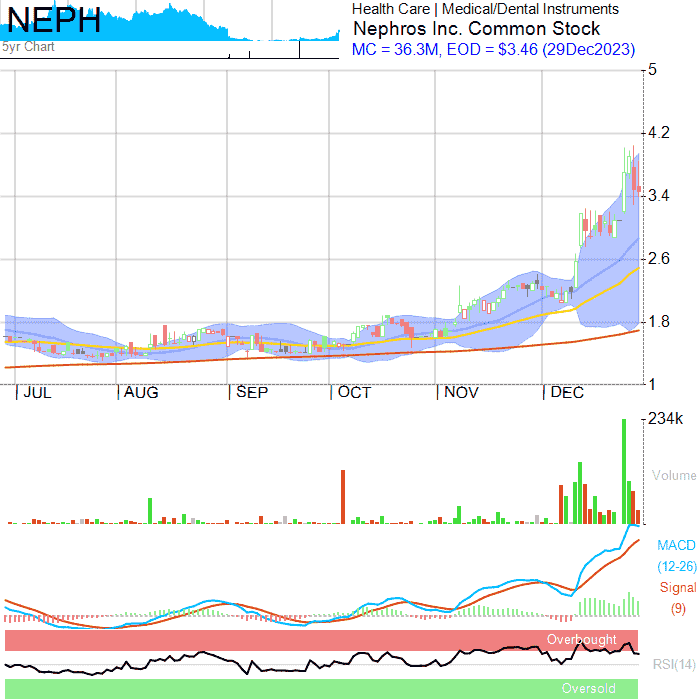 NEPH
5yr Chart
Health Care | Medical/Dental Instruments
Nephros Inc. Common Stock
MC = 36.3M, EOD = $3.46 (29Dec2023)
5
4.2
3.4
2.6
1.8
1
JUL AUG SEP OCT NOV DEC
234k
Volume
MACD
(12-26)
Signal
(9)
Overbought
RSI(14)
Oversold